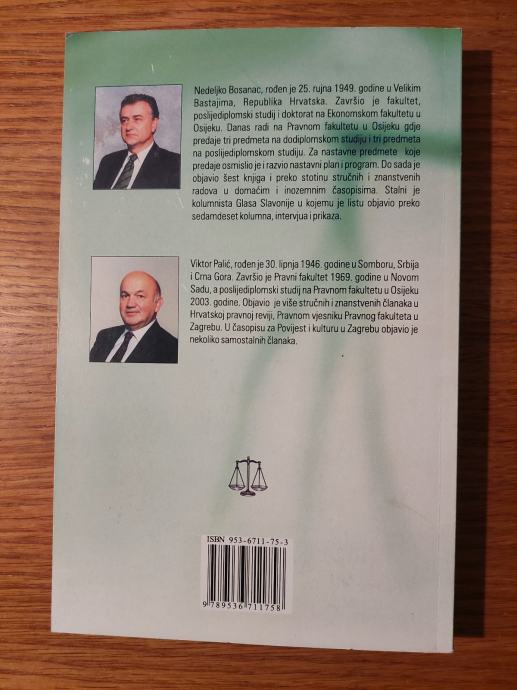 Nedeljko Bosanac, rođen je 25. rujna 1949. godine u Velikim
Bastajima, Republika Hrvatska. Završio je fakultet,
poslijediplomski studij i doktorat na Ekonomskom fakultetu u
Osijeku. Danas radi na Pravnom fakultetu u Osijeku gdje
predaje tri predmeta na dodiplomskom studiju i tri predmeta
na poslijediplomskom studiju. Za nastavne predmete koje
predaje osmislio je i razvio nastavni plan i program. Do sada je
objavio šest knjiga i preko stotinu stručnih i znanstvenih
radova u domaćim i inozemnim časopisima. Stalni je
kolumnista Glasa Slavonije u kojemu je listu objavio preko
sedamdeset kolumna, intervjua i prikaza.
Viktor Palić, rođen je 30. lipnja 1946. godine u Somboru, Srbija
i Crna Gora. Završio je Pravni fakultet 1969. godine u Novom
Sadu, a poslijediplomski studij na Pravnom fakultetu u Osijeku
2003. godine. Objavio je više stručnih i znanstvenih članaka u
Hrvatskoj pravnoj reviji, Pravnom vjesniku Pravnog fakulteta u
Zagrebu. U časopisu za Povijest i kulturu u Zagrebu objavio je
nekoliko samostalnih članaka.
ISBN 953-6711-75-3
9 789536 711758